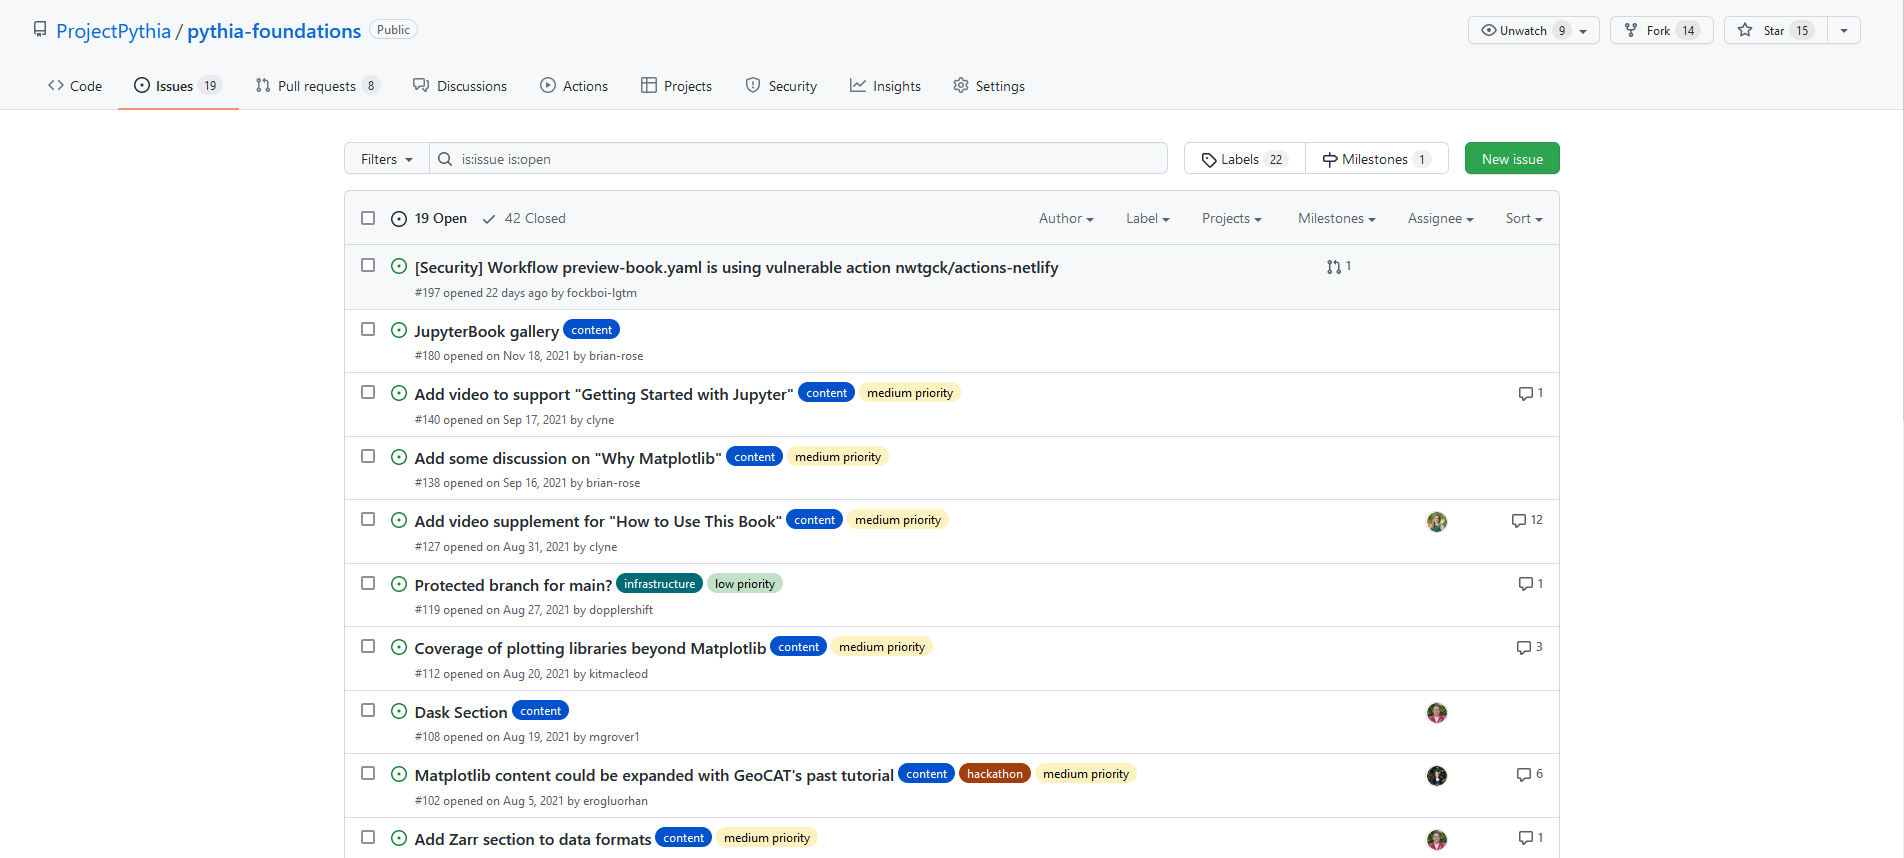 ProjectPythia / pythia-foundations Public
Unwatch 9 Fork 14 Star 15
Code Issues 19 Pull requests 8 Discussions Actions Projects Security Insights Settings
Filters is:issue is:open Labels 22 Milestones 1 New issue
19 Open 42 Closed Author Label Projects Milestones Assignee Sort
[Security] Workflow preview-book.yaml is using vulnerable action nwtgck/actions-netlify 1
#197 opened 22 days ago by fockboi-lgtm
JupyterBook gallery content
#180 opened on Nov 18, 2021 by brian-rose
Add video to support "Getting Started with Jupyter" content medium priority 1
#140 opened on Sep 17, 2021 by clyne
Add some discussion on "Why Matplotlib" content medium priority
#138 opened on Sep 16, 2021 by brian-rose
Add video supplement for "How to Use This Book" content medium priority 12
#127 opened on Aug 31, 2021 by clyne
Protected branch for main? infrastructure low priority 1
#119 opened on Aug 27, 2021 by dopplershift
Coverage of plotting libraries beyond Matplotlib content medium priority 3
#112 opened on Aug 20, 2021 by kitmacleod
Dask Section content
#108 opened on Aug 19, 2021 by mgrover1
Matplotlib content could be expanded with GeoCAT's past tutorial content hackathon medium priority 6
#102 opened on Aug 5, 2021 by erogluorhan
Add Zarr section to data formats content medium priority 1